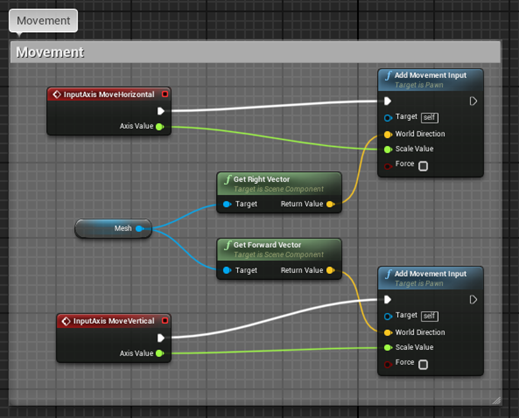 Movement
Movement
InputAxis MoveHorizontal
Axis Value
Add Movement Input
Target is Pawn
Target self
World Direction
Scale Value
Force
Get Right Vector
Target is Scene Component
Target Return Value
Mesh
Get Forward Vector
Target is Scene Component
Target Return Value
InputAxis MoveVertical
Axis Value
Add Movement Input
Target is Pawn
Target self
World Direction
Scale Value
Force